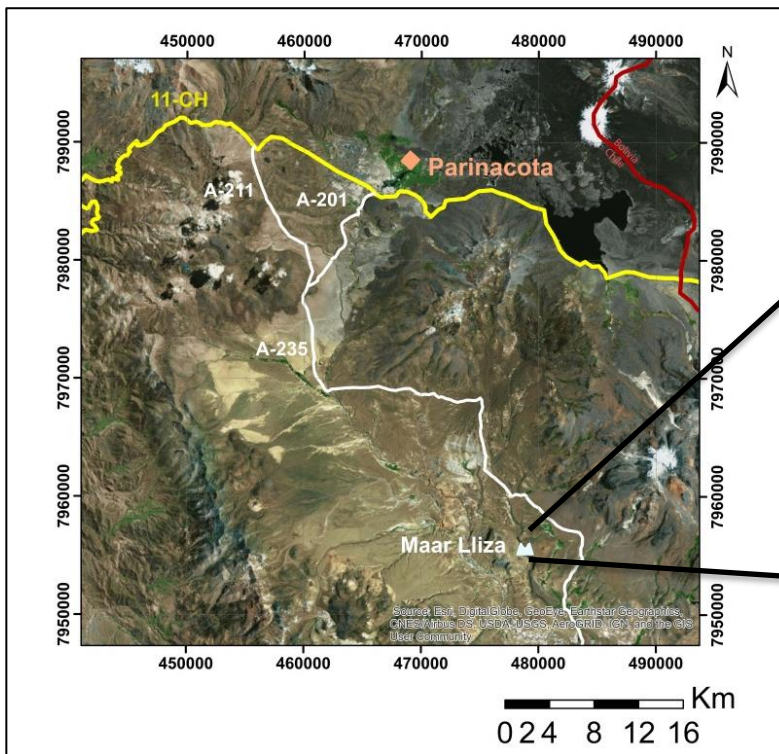 450000 460000 470000 480000 490000
N
11-CH
Bolivia
Chile
7990000
7990000
Parinacota
A-211
A-201
7980000
7980000
A-235
7970000
7970000
7960000
7960000
Maar Lliza
7950000
7950000
Source: Esri, DigitalGlobe, GeoEye, Earthstar Geographics,
CNES/Airbus DS, USDA, USGS, AeroGRID, IGN, and the GIS
User Community
450000 460000 470000 480000 490000
Km
0 2 4 8 12 16